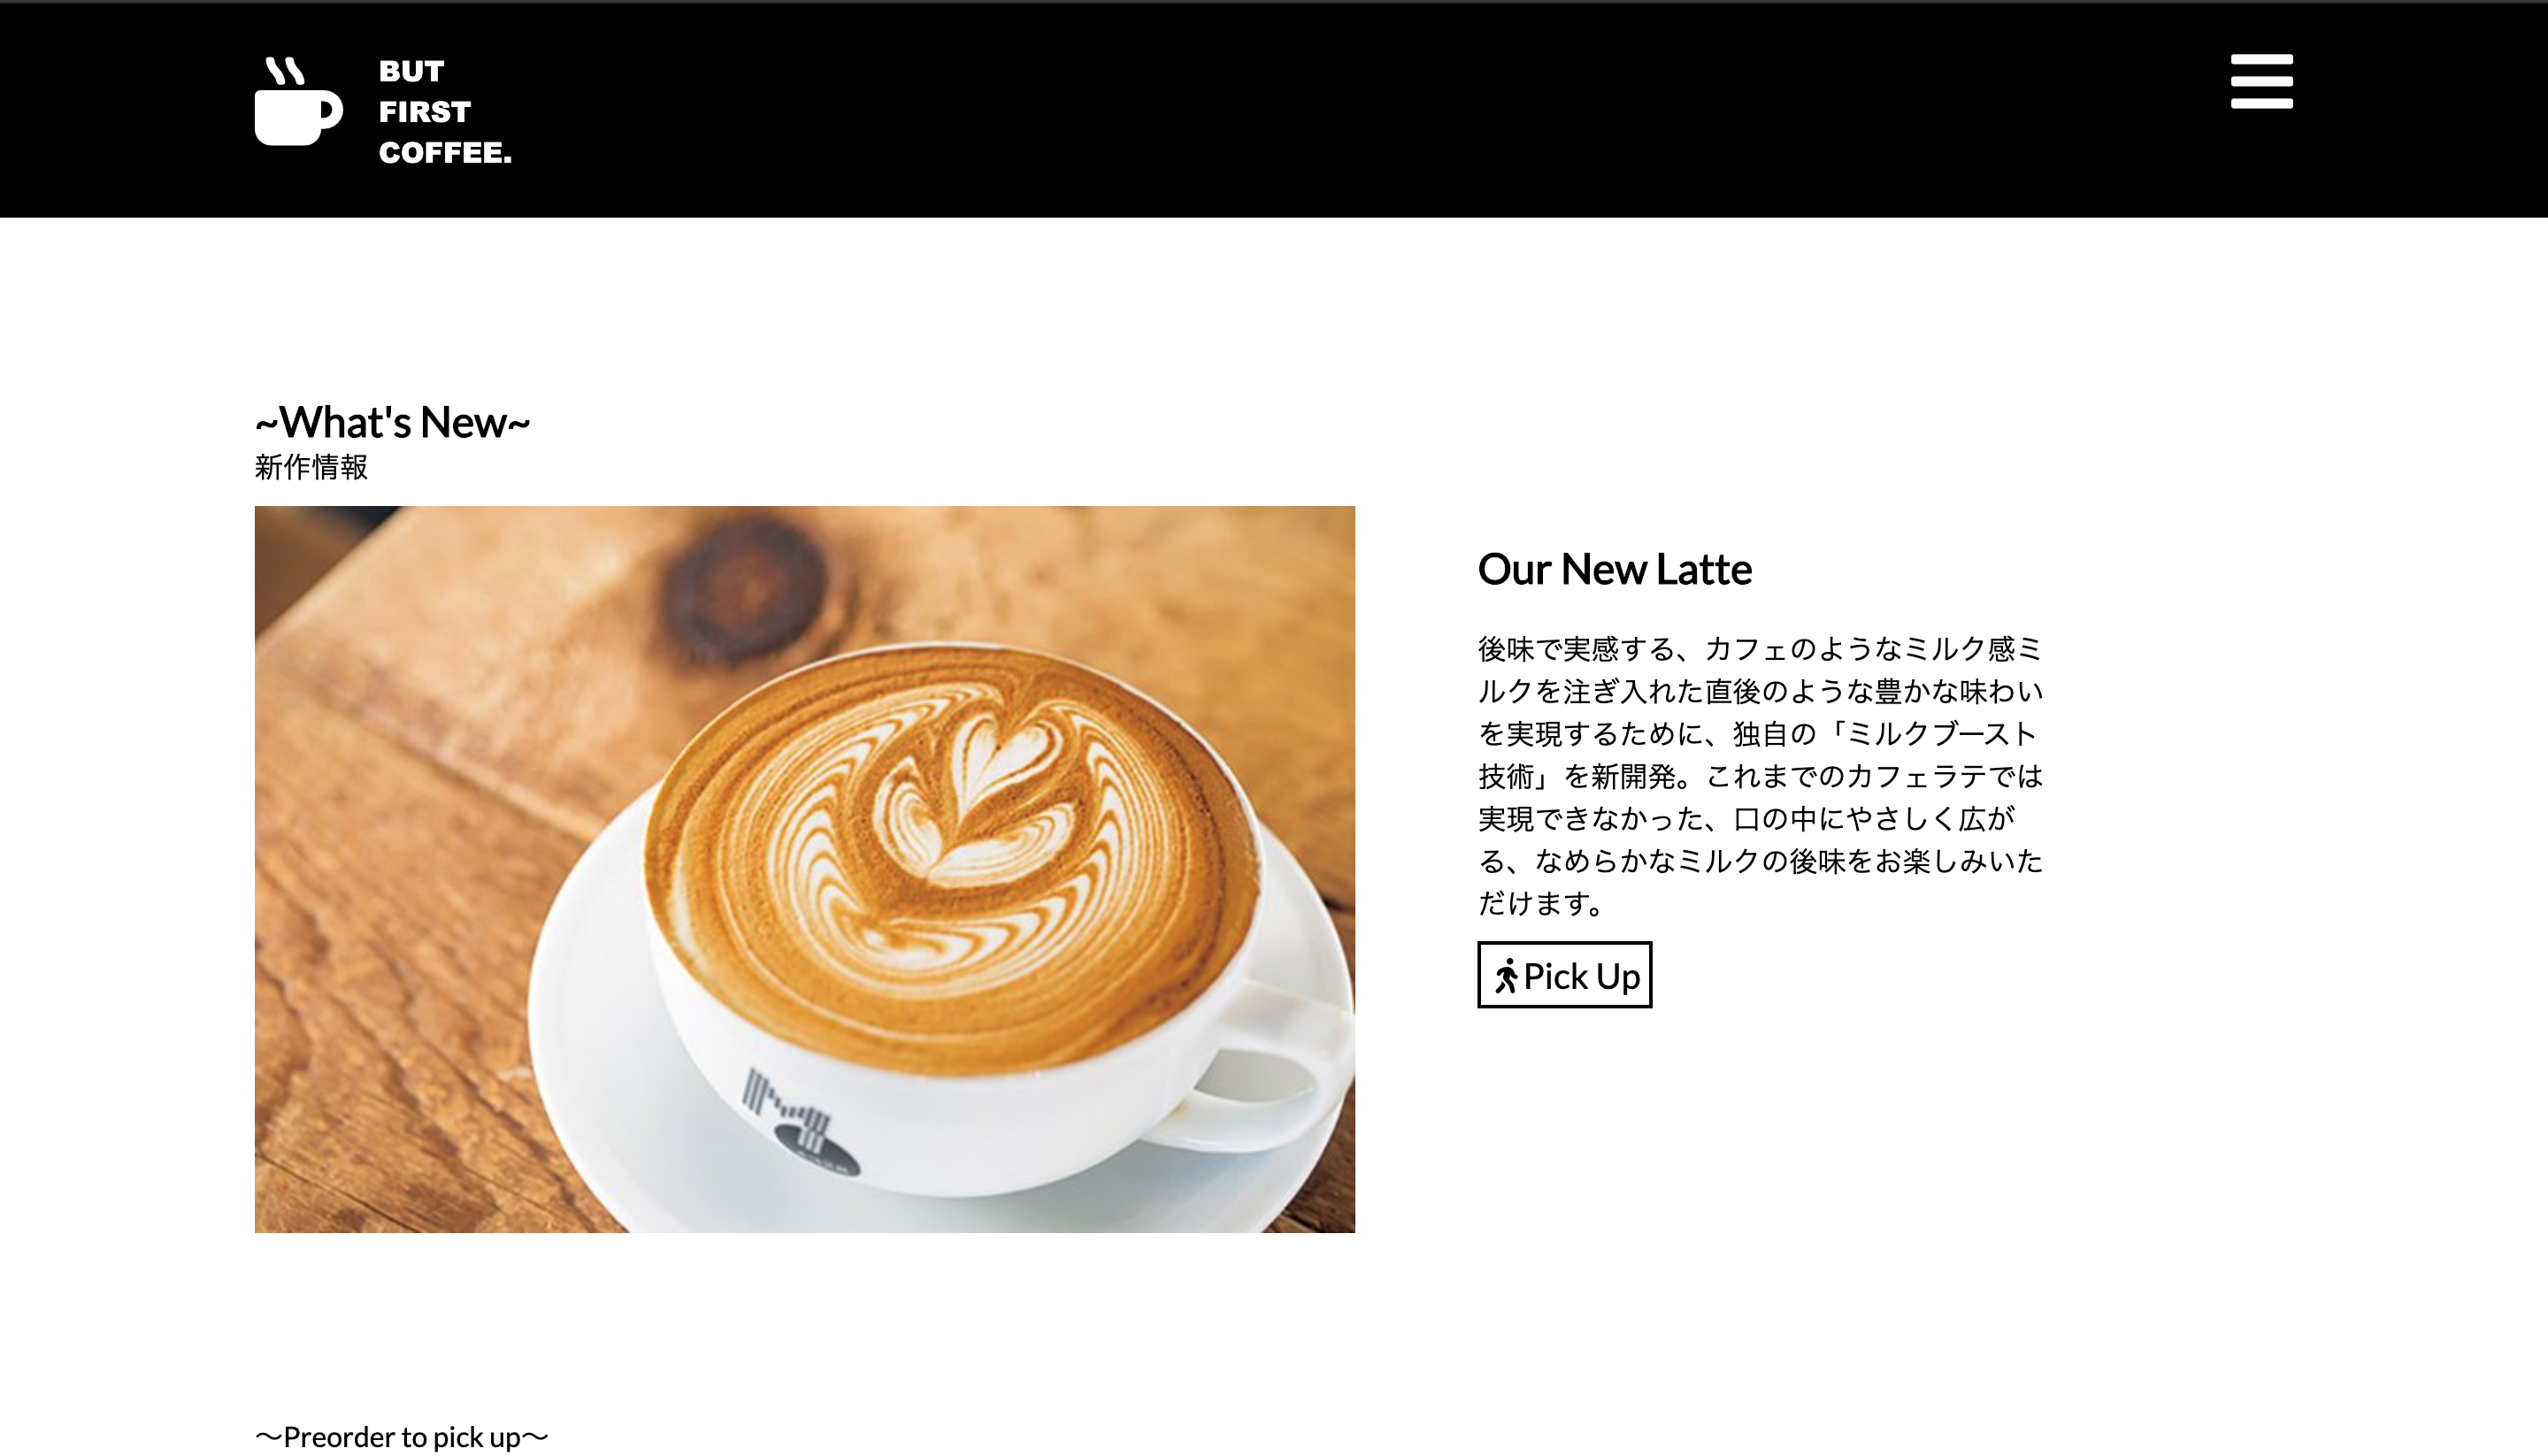 BUT
FIRST
COFFEE.
~What's New~
新作情報
Our New Latte
後味で実感する、カフェのようなミルク感ミ
ルクを注ぎ入れた直後のような豊かな味わい
を実現するために、独自の「ミルクブースト
技術」を新開発。これまでのカフェラテでは
実現できなかった、口の中にやさしく広が
る、なめらかなミルクの後味をお楽しみいた
だけます。
Pick Up
〜Preorder to pick up〜